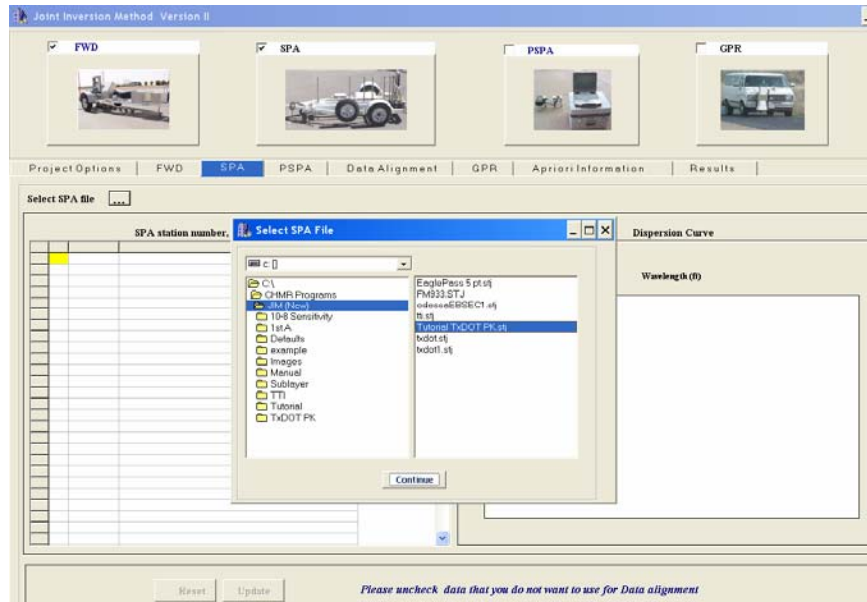 Joint Inversion Method Version II
FWD
SPA
PSPA
GPR
Project Options | FWD SPA PSPA | Data Alignment | GPR | Apriori Information | Results |
Select SPA file ...
SPA station number,
Dispersion Curve
Wavelength (ft)
Select SPA File
c: []
C:\
CHMR Programs
JIM (New)
10-8 Sensitivity
1st A
Defaults
example
Images
Manual
Sublayer
TTI
Tutorial
TxDOT PK
EaglePass 5 pt.stj
FM933.STJ
odessaEBSEC1.stj
tti.stj
Tutorial TxDOT PK.stj
txdot.stj
txdot1.stj
Continue
Reset Update Please uncheck data that you do not want to use for Data alignment